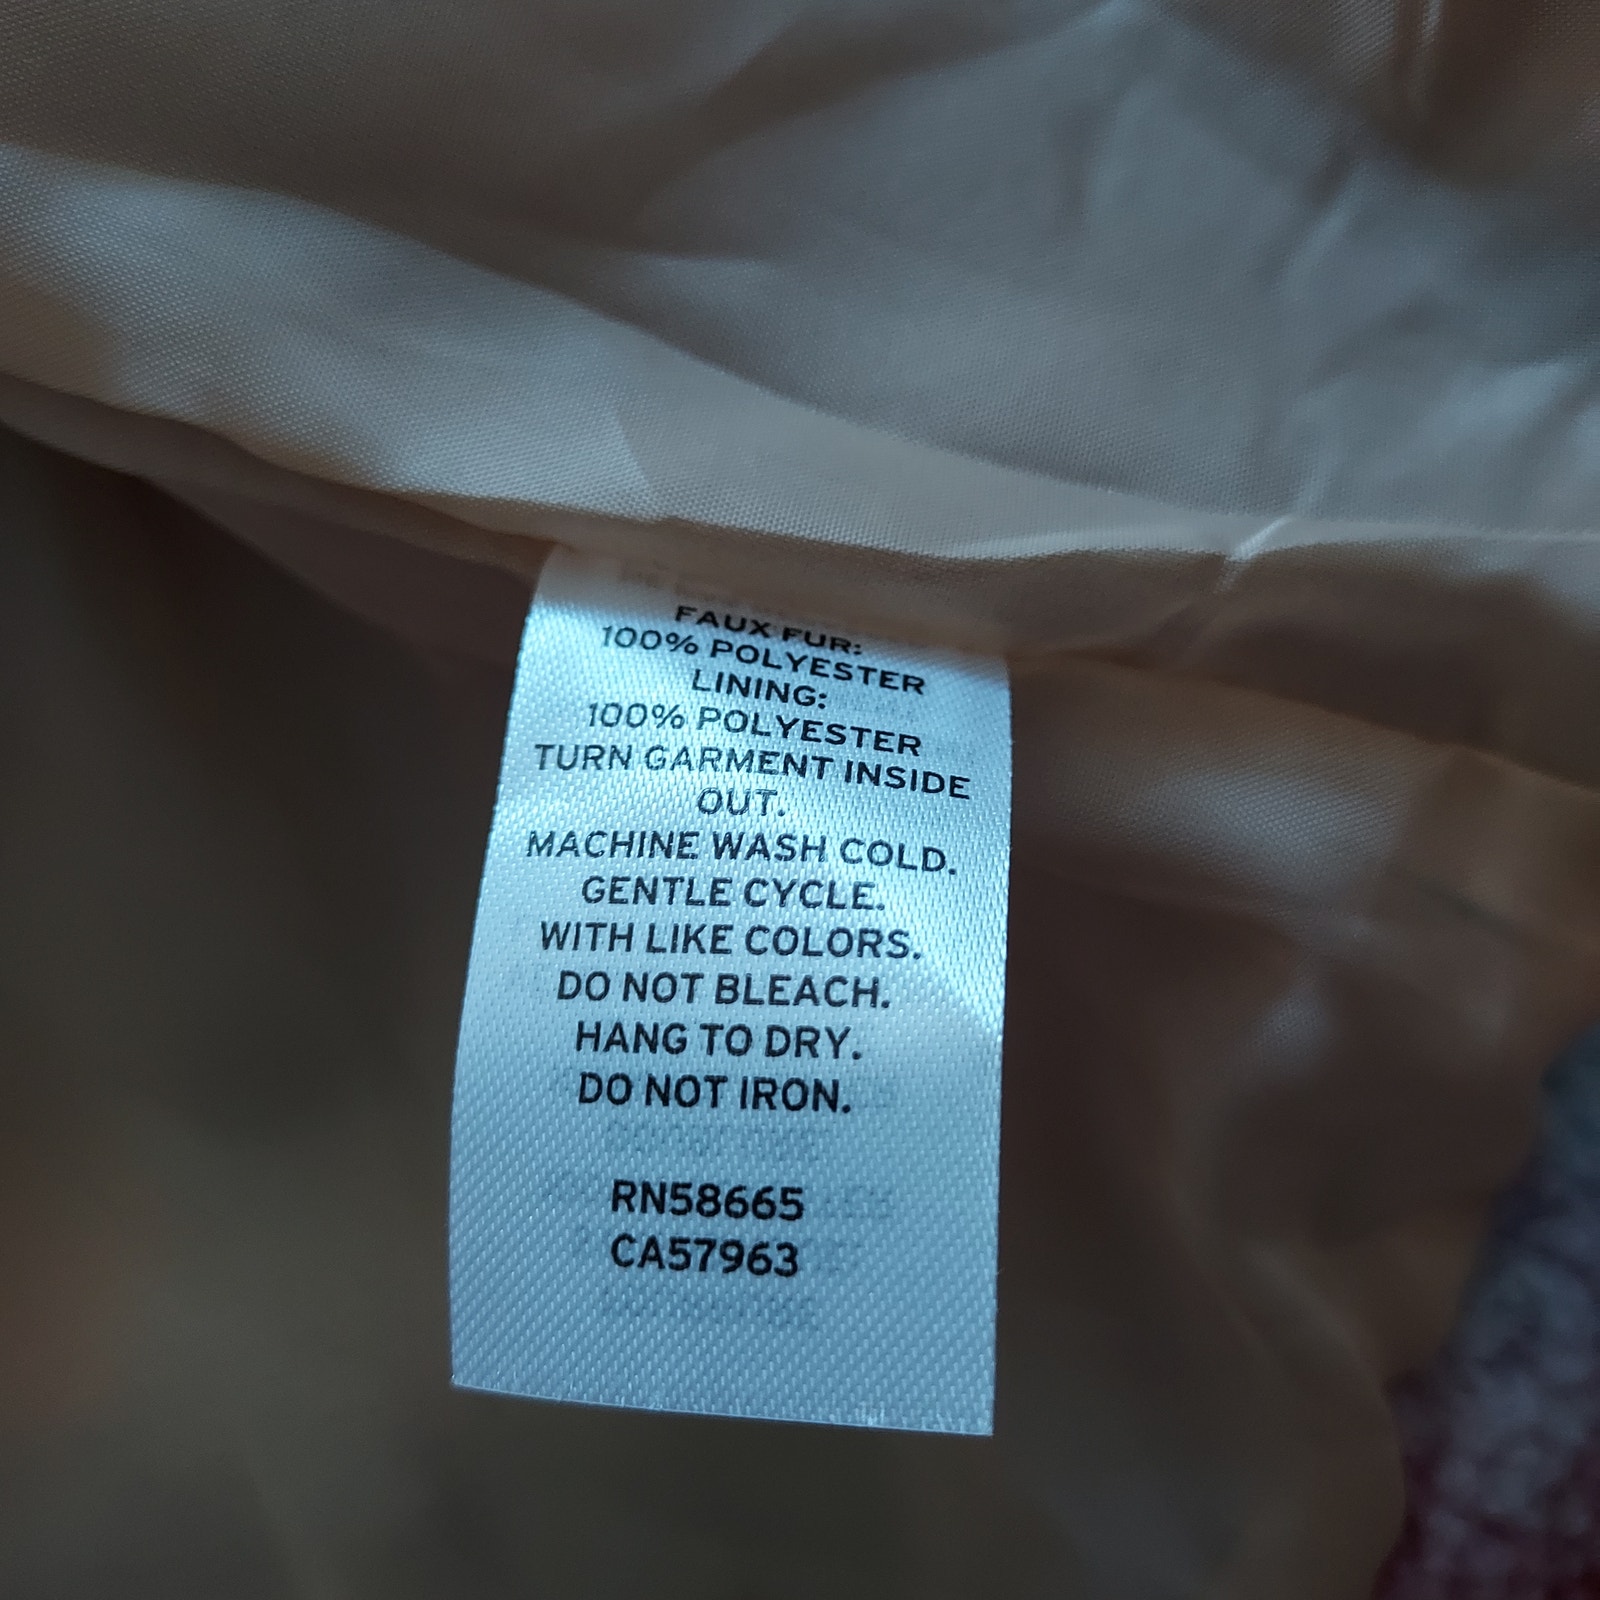 FAUX FUR:
100% POLYESTER
LINING:
100% POLYESTER
TURN GARMENT INSIDE
OUT.
MACHINE WASH COLD.
GENTLE CYCLE.
WITH LIKE COLORS.
DO NOT BLEACH.
HANG TO DRY.
DO NOT IRON.
RN58665
CA57963